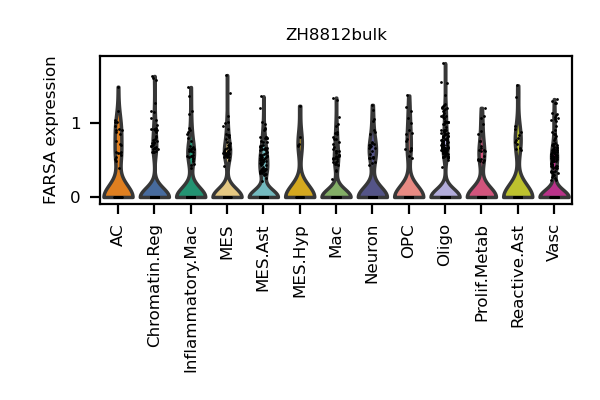 ZH8812bulk
FARSA expression
1
0
AC
Chromatin.Reg
Inflammatory.Mac
MES
MES.Ast
MES.Hyp
Mac
Neuron
OPC
Oligo
Prolif.Metab
Reactive.Ast
Vasc